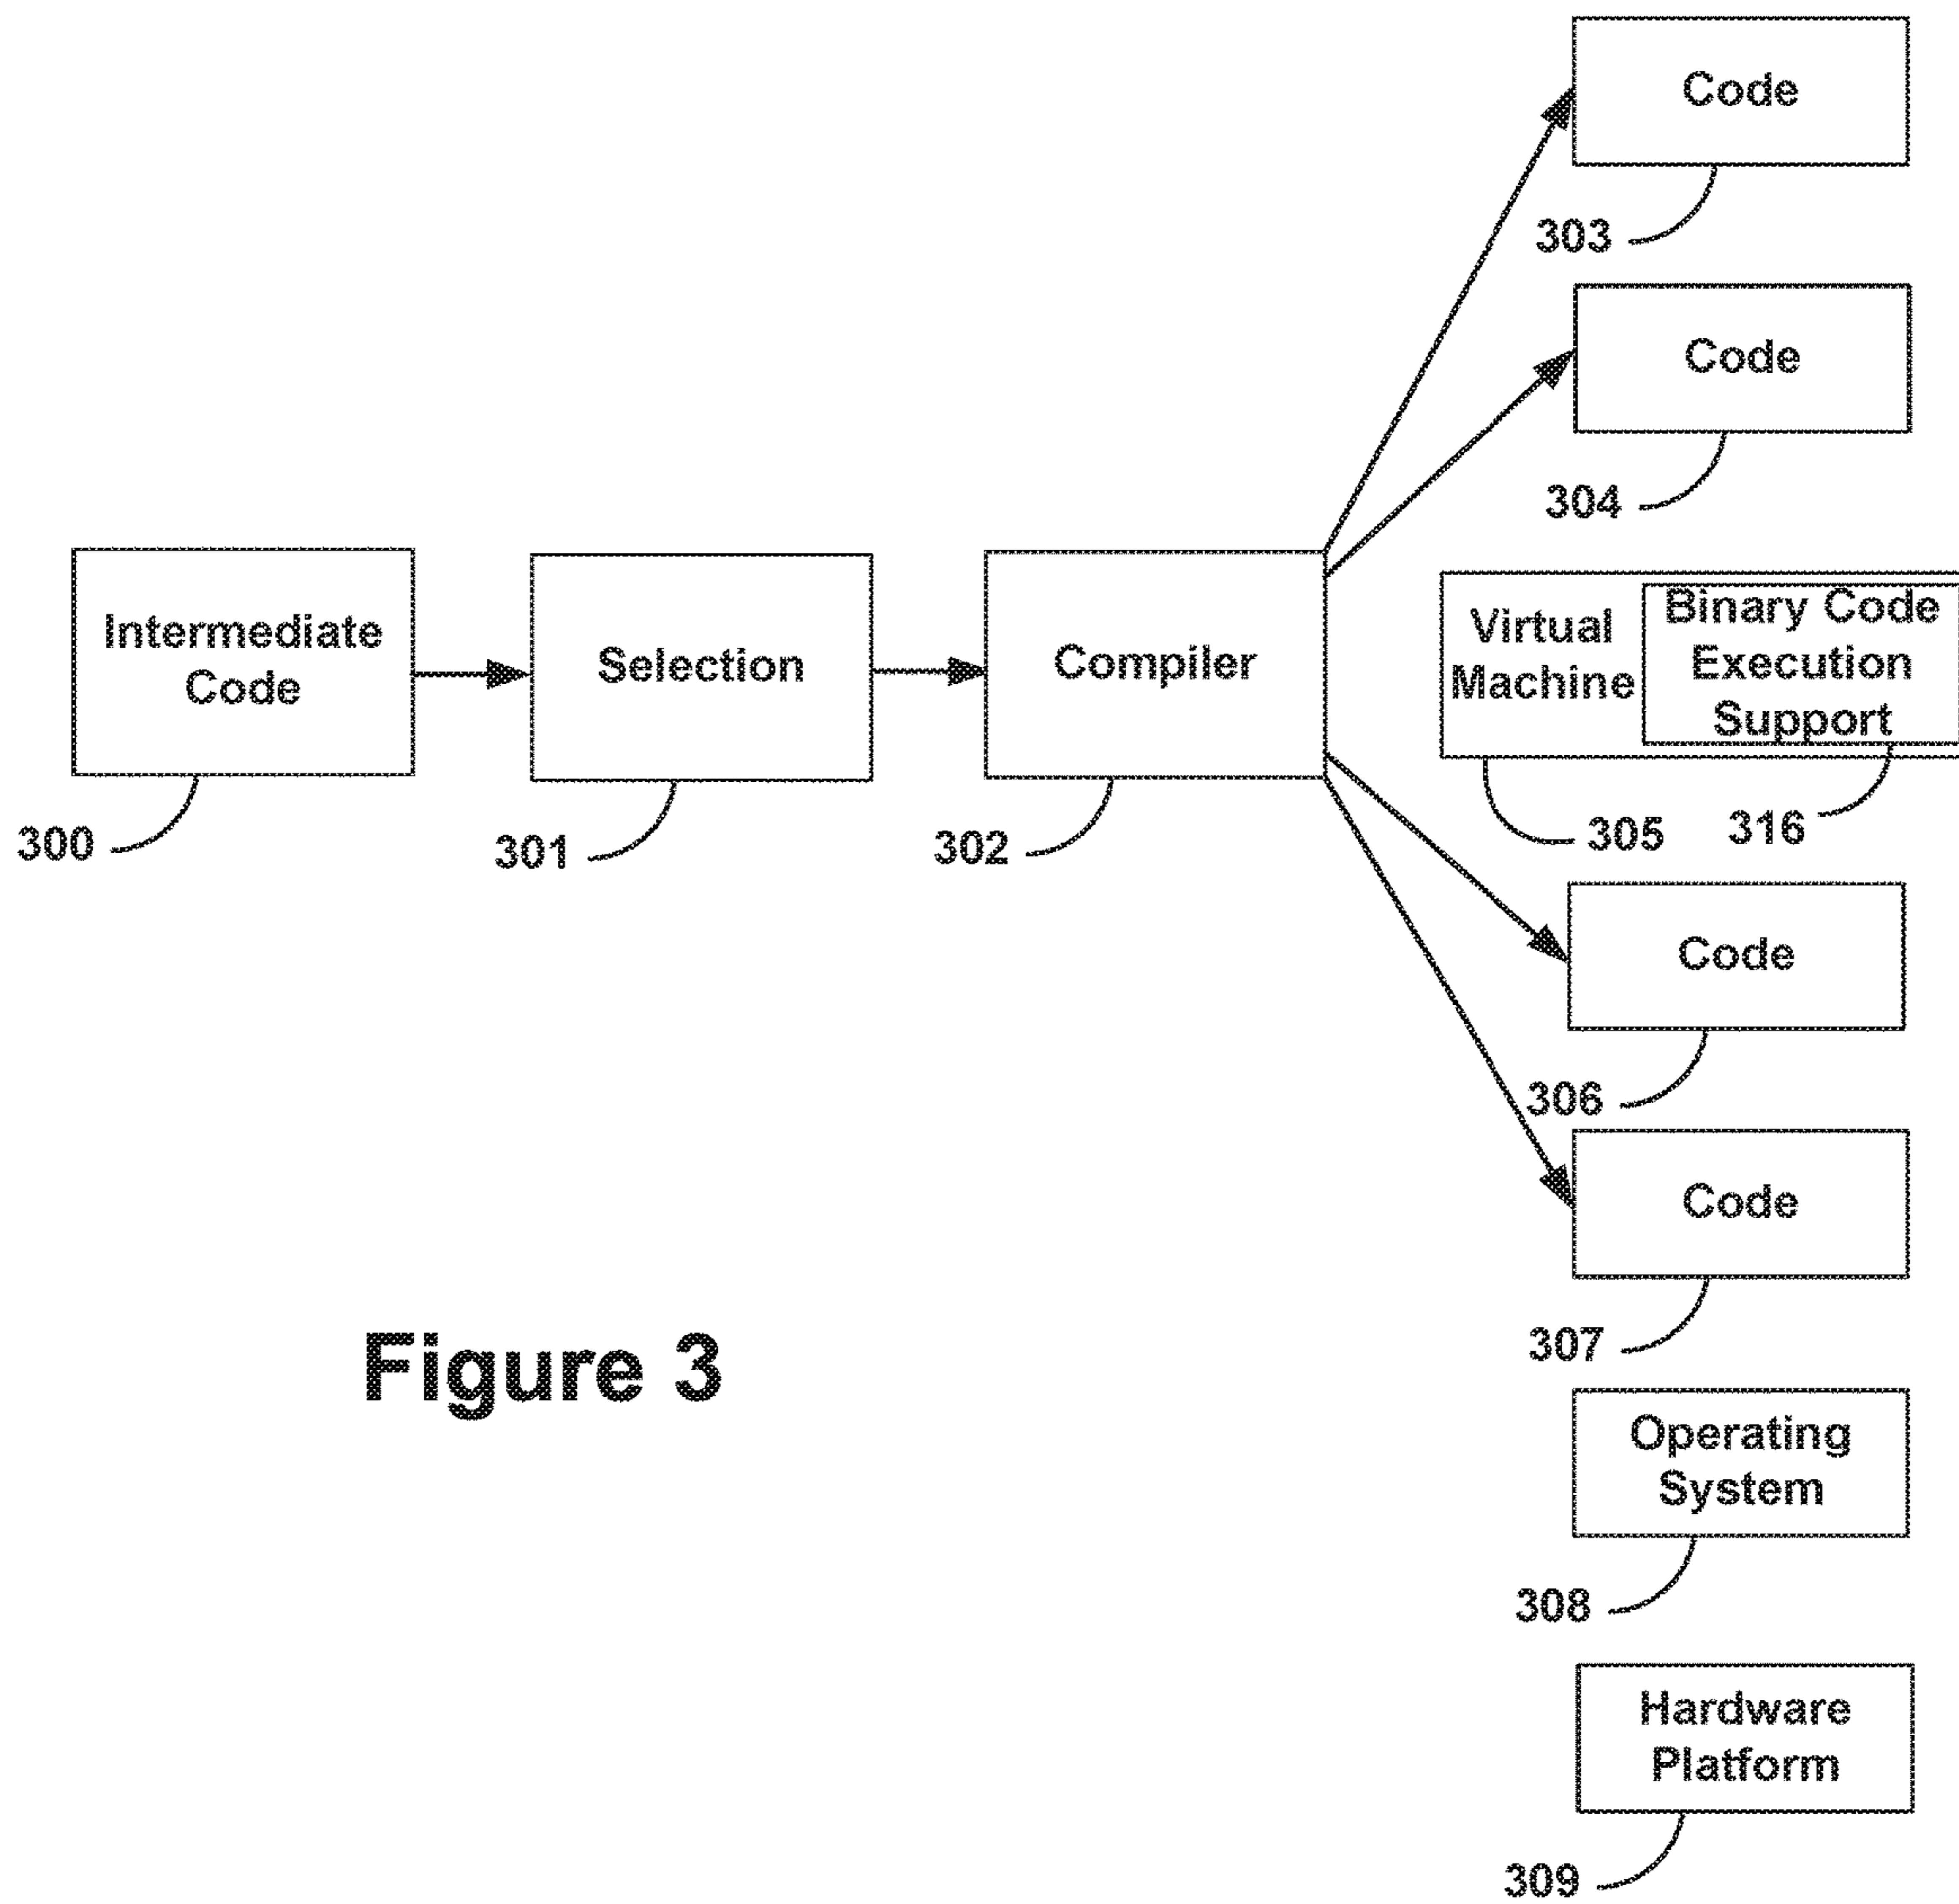 Code
303
Code
304
Intermediate
Code
300
Selection
301
Compiler
302
Virtual
Machine
305
Binary Code
Execution
Support
316
Code
306
Code
307
Operating
System
308
Hardware
Platform
309
Figure 3